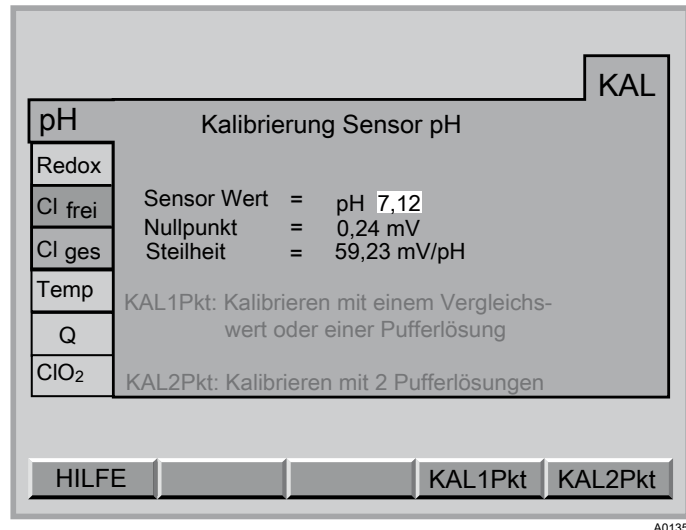 KAL
pH
Kalibrierung Sensor pH
Redox
Cl frei
Cl ges
Temp
Q
ClO₂
Sensor Wert = pH 7,12
Nullpunkt = 0,24 mV
Steilheit = 59,23 mV/pH
KAL1Pkt: Kalibrieren mit einem Vergleichs-
wert oder einer Pufferlösung
KAL2Pkt: Kalibrieren mit 2 Pufferlösungen
HILFE KAL1Pkt KAL2Pkt
A0135